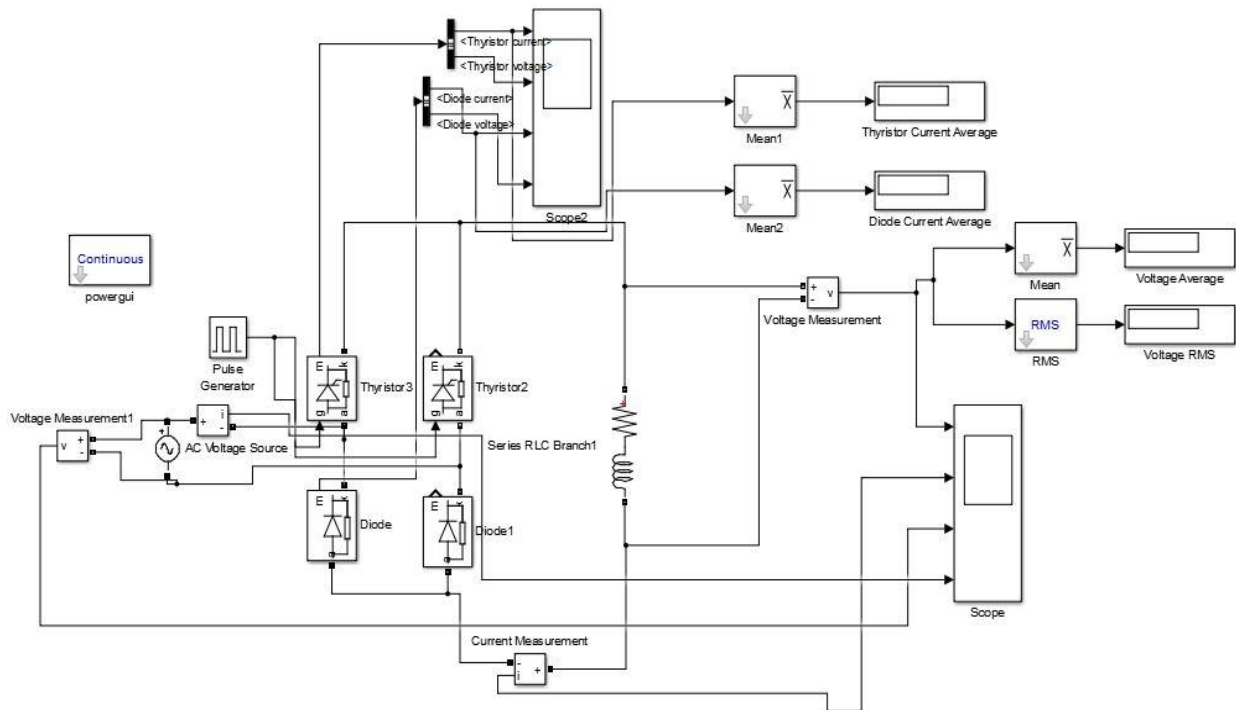 <Thyristor current>
<Thyristor voltage>
<Diode current>
<Diode voltage>
Scope2
X
Mean1
Thyristor Current Average
X
Mean2
Diode Current Average
Continuous
powergui
X
Mean
Voltage Average
RMS
RMS
Voltage RMS
+
-
v
Voltage Measurement
Pulse
Generator
m
k
g
a
Thyristor3
m
k
g
a
Thyristor2
Voltage Measurement1
v
+
-
+
+
i
-
AC Voltage Source
Series RLC Branch1
+
m
k
a
Diode
m
k
a
Diode1
Scope
Current Measurement
-
i
+